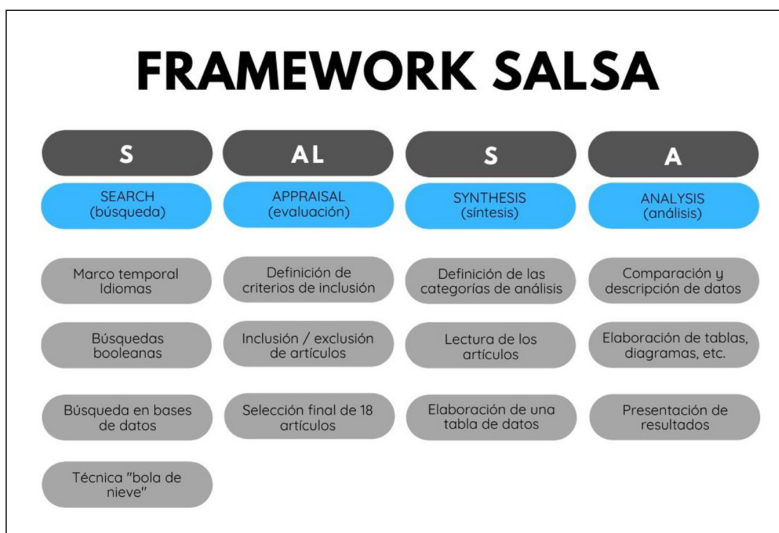 FRAMEWORK SALSA
S
SEARCH
(búsqueda)
Marco temporal
Idiomas
Búsquedas
booleanas
Búsqueda en bases
de datos
Técnica "bola de
nieve"
AL
APPRAISAL
(evaluación)
Definición de
criterios de inclusión
Inclusión / exclusión
de artículos
Selección final de 18
artículos
S
SYNTHESIS
(síntesis)
Definición de las
categorías de análisis
Lectura de los
artículos
Elaboración de una
tabla de datos
A
ANALYSIS
(análisis)
Comparación y
descripción de datos
Elaboración de tablas,
diagramas, etc.
Presentación de
resultados